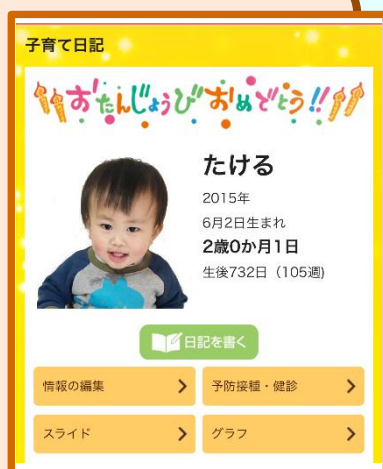 子育て日記
おたんじょうびおめでとう!!
たける
2015年
6月2日生まれ
2歳0か月1日
生後732日（105週)
日記を書く
情報の編集
予防接種・健診
スライド
グラフ